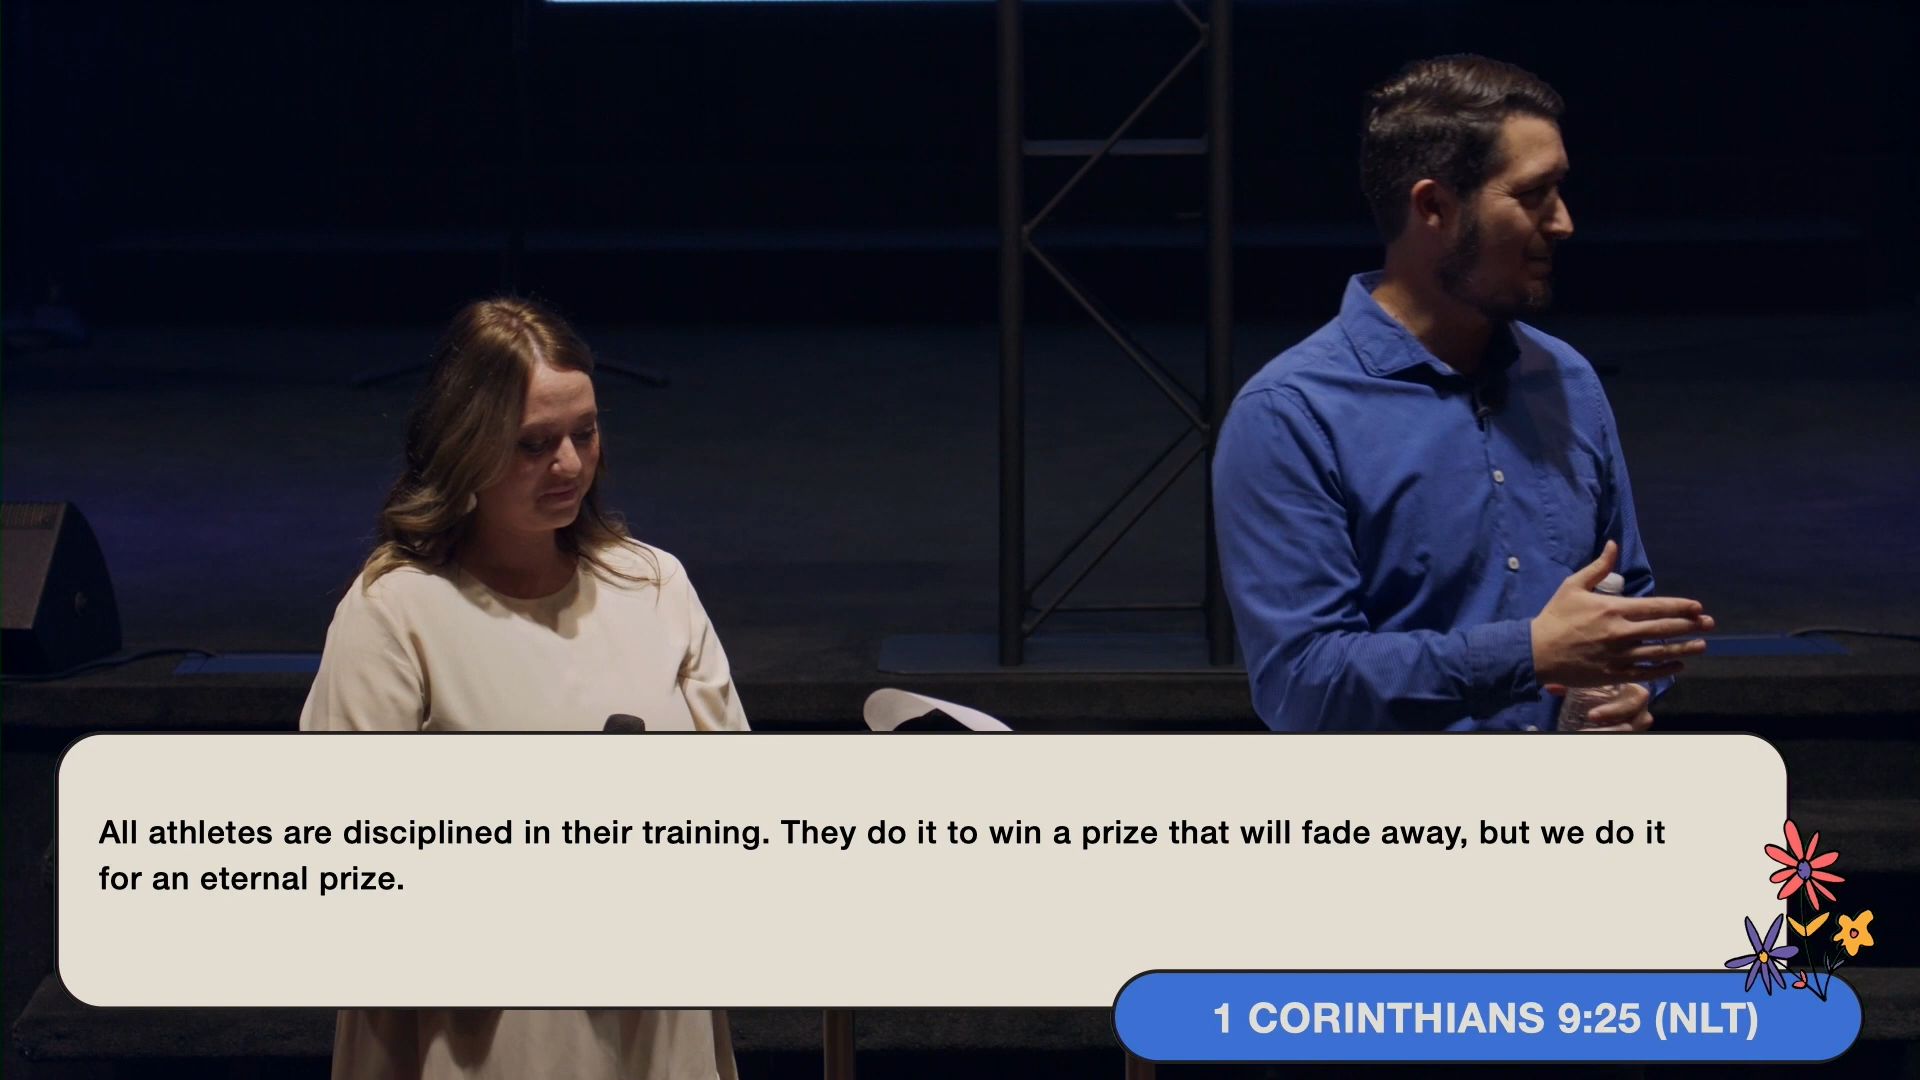 All athletes are disciplined in their training. They do it to win a prize that will fade away, but we do it
for an eternal prize.
1 CORINTHIANS 9:25 (NLT)